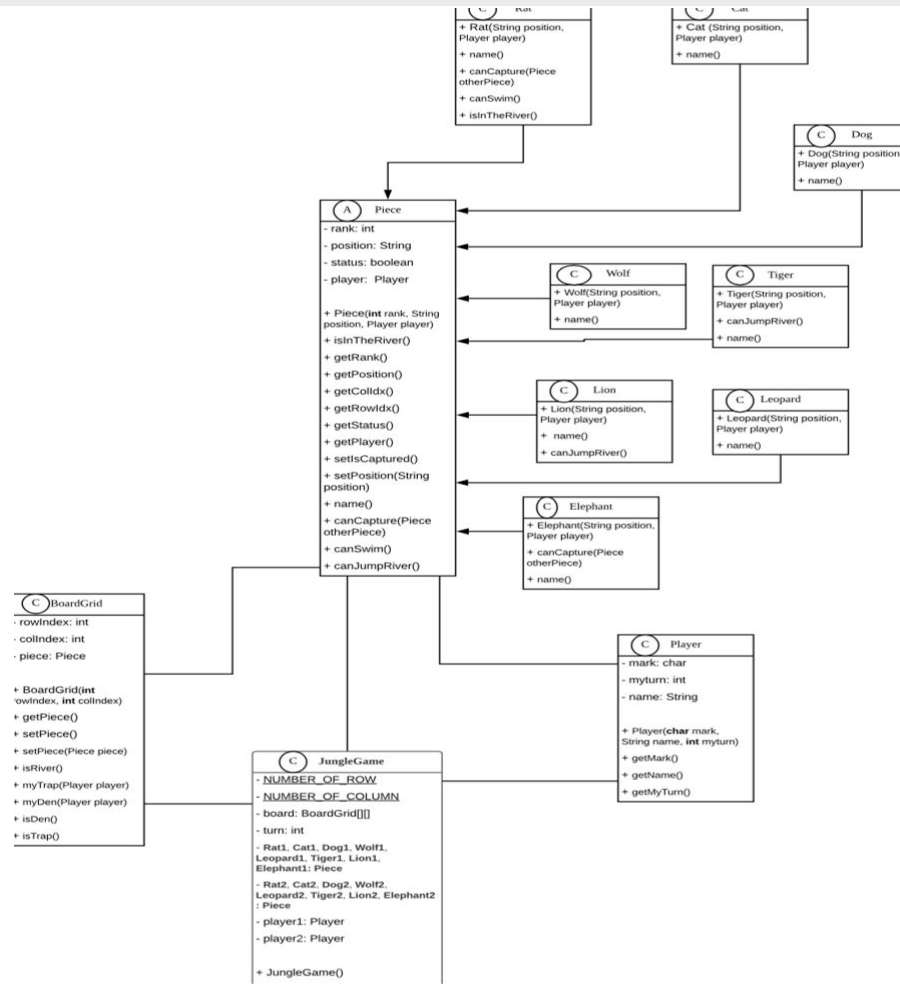 C
Rat
+ Rat(String position,
Player player)
+ name()
+ canCapture(Piece
otherPiece)
+ canSwim()
+ isInTheRiver()
C
Cat
+ Cat (String position,
Player player)
+ name()
C
Dog
+ Dog(String position
Player player)
+ name()
A
Piece
- rank: int
- position: String
- status: boolean
- player: Player
+ Piece(int rank, String
position, Player player)
+ isInTheRiver()
+ getRank()
+ getPosition()
+ getColIdx()
+ getRowIdx()
+ getStatus()
+ getPlayer()
+ setIsCaptured()
+ setPosition(String
position)
+ name()
+ canCapture(Piece
otherPiece)
+ canSwim()
+ canJumpRiver()
C
Wolf
+ Wolf(String position,
Player player)
+ name()
C
Tiger
+ Tiger(String position,
Player player)
+ canJumpRiver()
+ name()
C
Lion
+ Lion(String position,
Player player)
+ name()
+ canJumpRiver()
C
Leopard
+ Leopard(String position,
Player player)
+ name()
C
Elephant
+ Elephant(String position,
Player player)
+ canCapture(Piece
otherPiece)
+ name()
C
BoardGrid
- rowIndex: int
- colIndex: int
- piece: Piece
+ BoardGrid(int
rowIndex, int colIndex)
+ getPiece()
+ setPiece()
+ setPiece(Piece piece)
+ isRiver()
+ myTrap(Player player)
+ myDen(Player player)
+ isDen()
+ isTrap()
C
Player
- mark: char
- myturn: int
- name: String
+ Player(char mark,
String name, int myturn)
+ getMark()
+ getName()
+ getMyTurn()
C
JungleGame
- NUMBER_OF_ROW
- NUMBER_OF_COLUMN
- board: BoardGrid[][]
- turn: int
- Rat1, Cat1, Dog1, Wolf1,
Leopard1, Tiger1, Lion1,
Elephant1: Piece
- Rat2, Cat2, Dog2, Wolf2,
Leopard2, Tiger2, Lion2, Elephant2
: Piece
- player1: Player
- player2: Player
+ JungleGame()